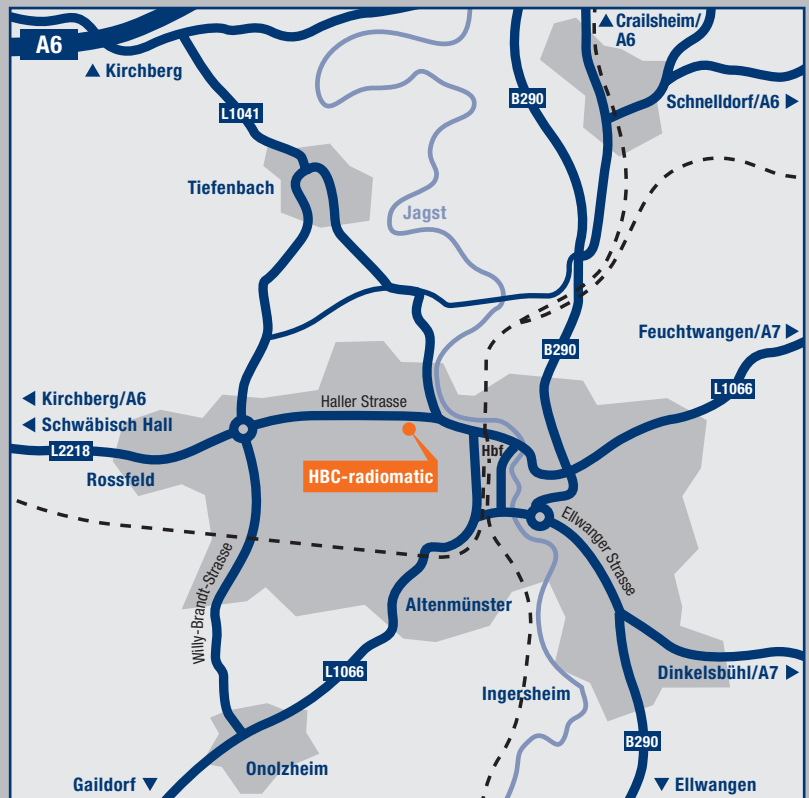 Crailsheim/
A6
A6
Kirchberg
B290
Schnelldorf/A6
L1041
Tiefenbach
Jagst
Feuchtwangen/A7
B290
L1066
Kirchberg/A6
Haller Strasse
Schwäbisch Hall
L2218
Hbf
Rossfeld
HBC-radiomatic
Ellwanger Strasse
Willy-Brandt-Strasse
Altenmünster
L1066
Dinkelsbühl/A7
Ingersheim
B290
Onolzheim
Gaildorf
Ellwangen